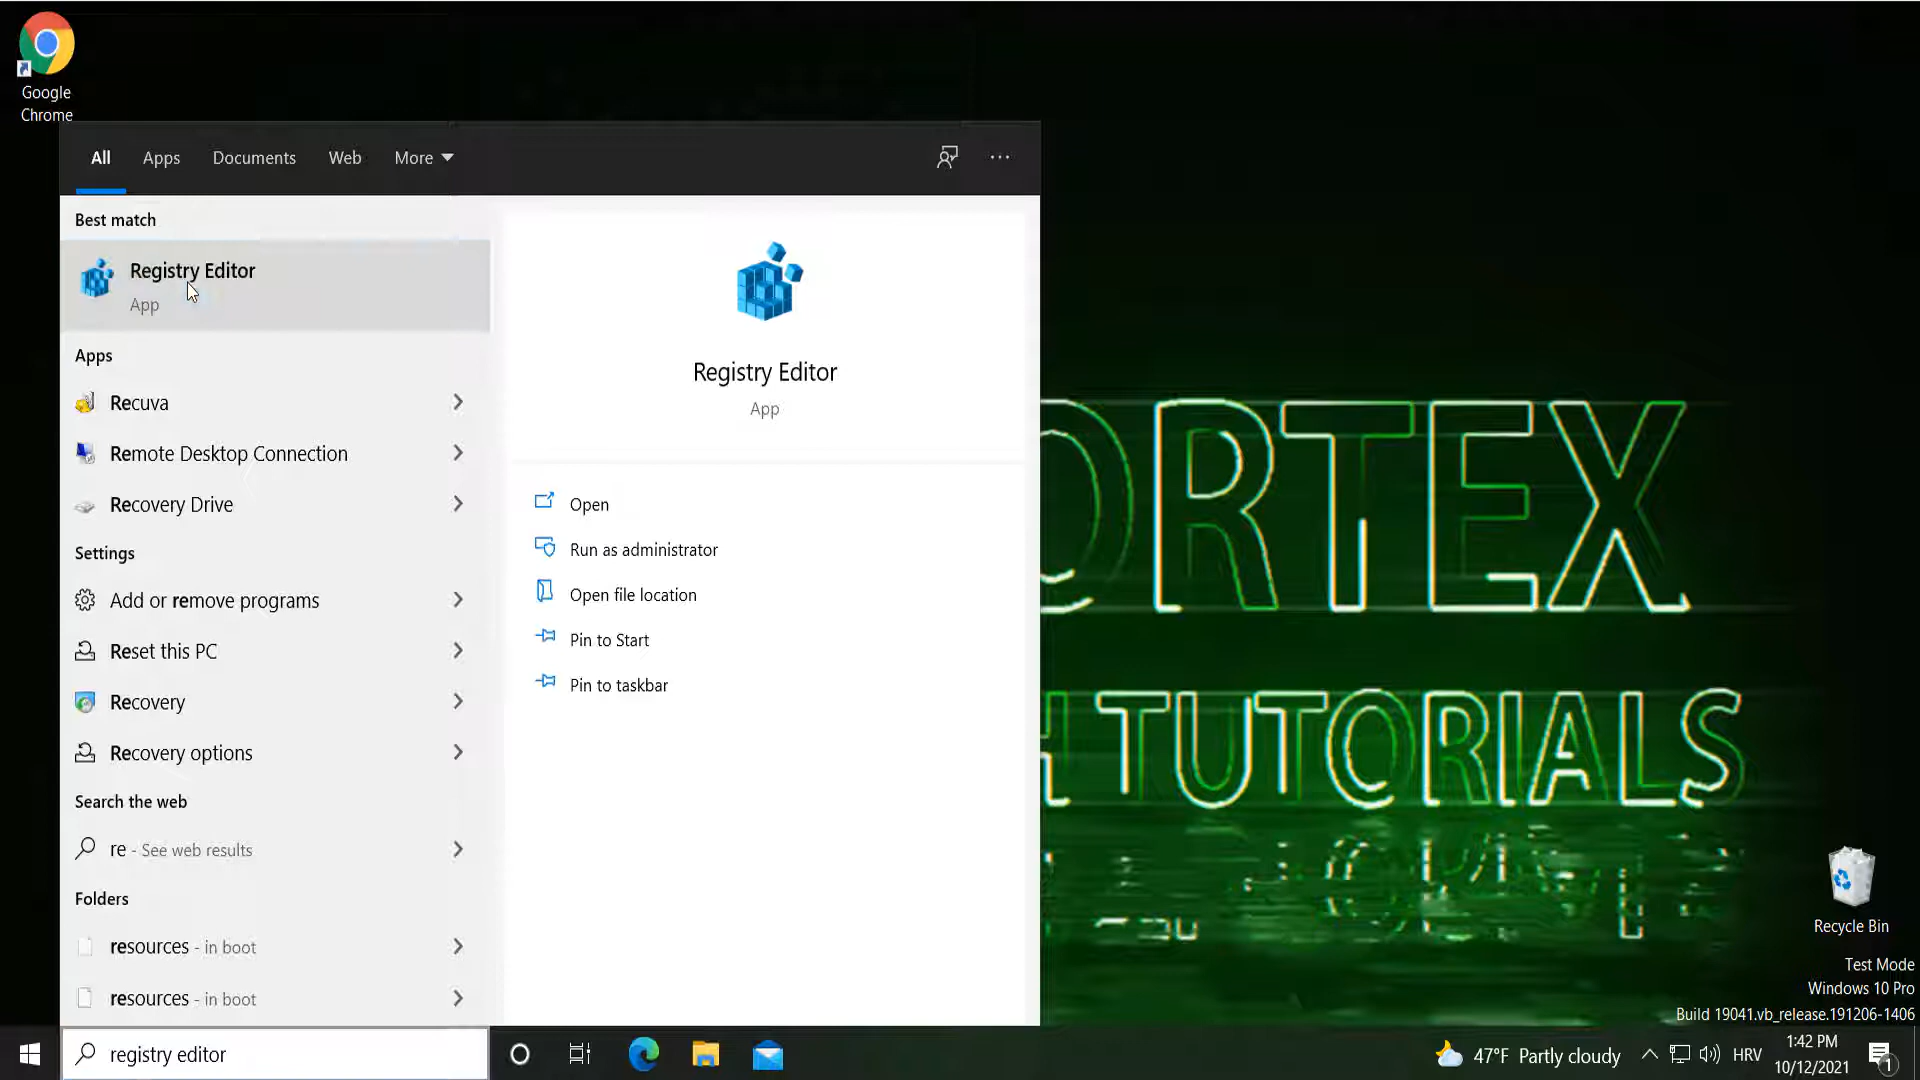 Google
Chrome
All Apps Documents Web More
Best match
Registry Editor
App
Apps
Recuva
Remote Desktop Connection
Recovery Drive
Settings
Add or remove programs
Reset this PC
Recovery
Recovery options
Search the web
re - See web results
Folders
resources - in boot
resources - in boot
registry editor
Registry Editor
App
Open
Run as administrator
Open file location
Pin to Start
Pin to taskbar
ORTEX
H TUTORIALS
Recycle Bin
Test Mode
Windows 10 Pro
Build 19041.vb_release.191206-1406
47°F Partly cloudy
HRV
1:42 PM
10/12/2021
1